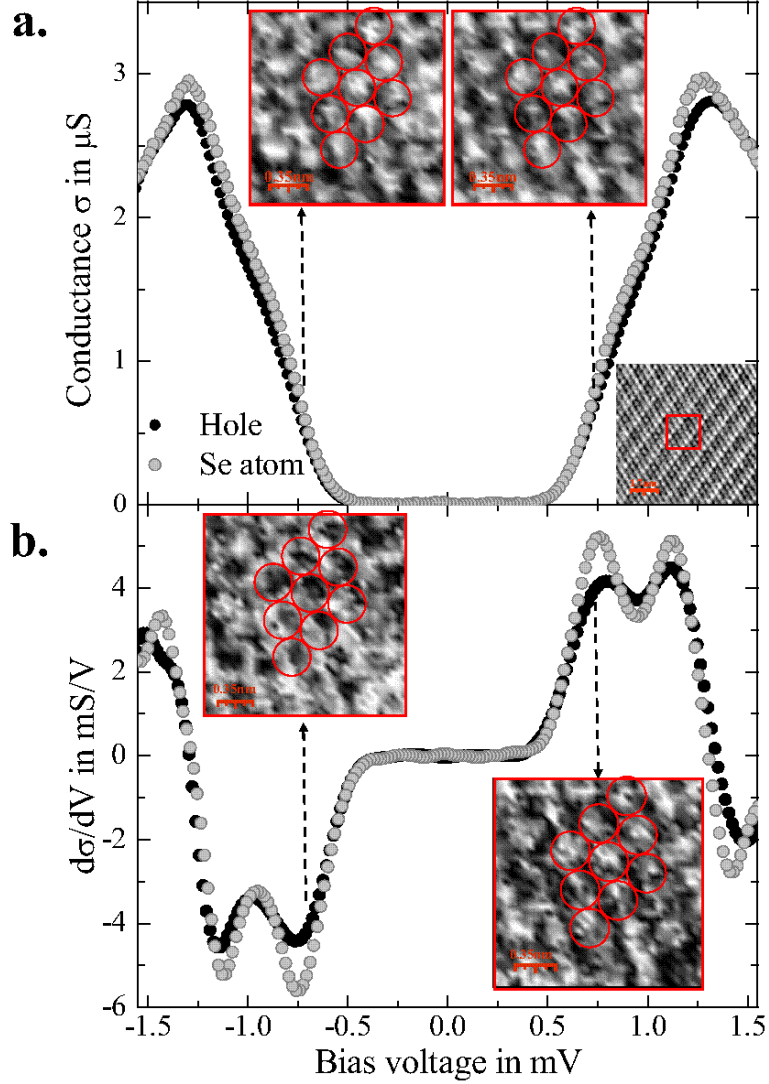 a.
0.35nm 0.35nm
3
2
1
0
Conductance σ in μS
Hole
Se atom
b.
0.35nm
0.35nm
4
2
0
-2
-4
-6
dσ/dV in mS/V
-1.5 -1.0 -0.5 0.0 0.5 1.0 1.5
Bias voltage in mV